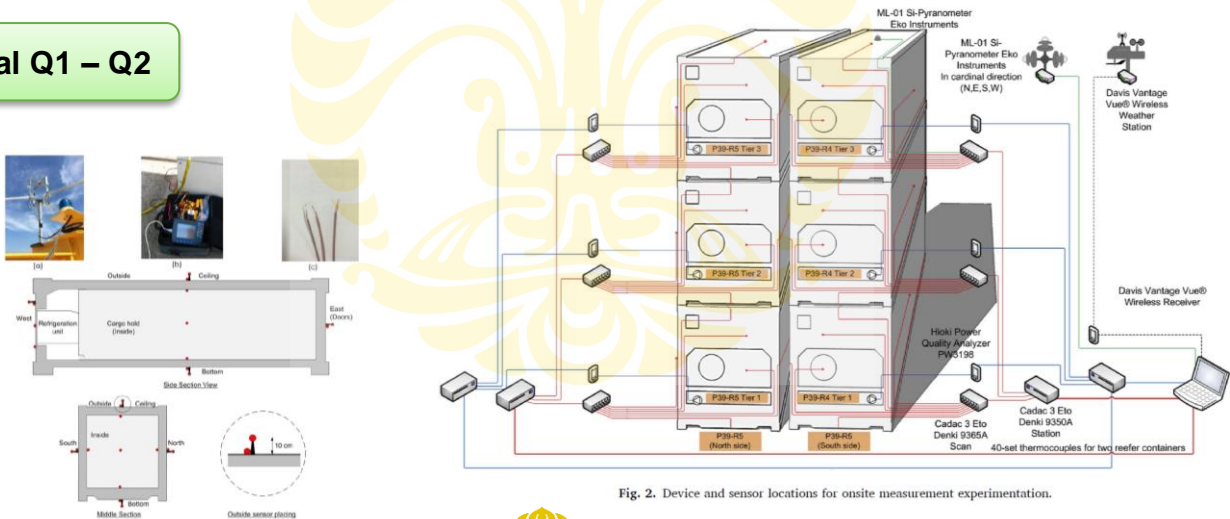 al Q1 – Q2
(a)
(b)
(c)
Outside
Ceiling
West
Refrigeration
unit
Cargo hold
(inside)
East
(Doors)
Bottom
Side Section View
Outside
Ceiling
Inside
South
North
Bottom
Middle Section
10 cm
Outside sensor placing
ML-01 Si-Pyranometer
Eko Instruments
ML-01 Si-
Pyranometer Eko
Instruments
In cardinal direction
(N,E,S,W)
Davis Vantage
Vue® Wireless
Weather
Station
P39-R5 Tier 3
P39-R4 Tier 3
P39-R5 Tier 2
P39-R4 Tier 2
P39-R5 Tier 1
P39-R4 Tier 1
P39-R5
(North side)
P39-R5
(South side)
Davis Vantage Vue®
Wireless Receiver
Hioki Power
Quality Analyzer
PW3198
Cadac 3 Eto
Denki 9365A
Scan
Cadac 3 Eto
Denki 9350A
Station
40-set thermocouples for two reefer containers
Fig. 2. Device and sensor locations for onsite measurement experimentation.